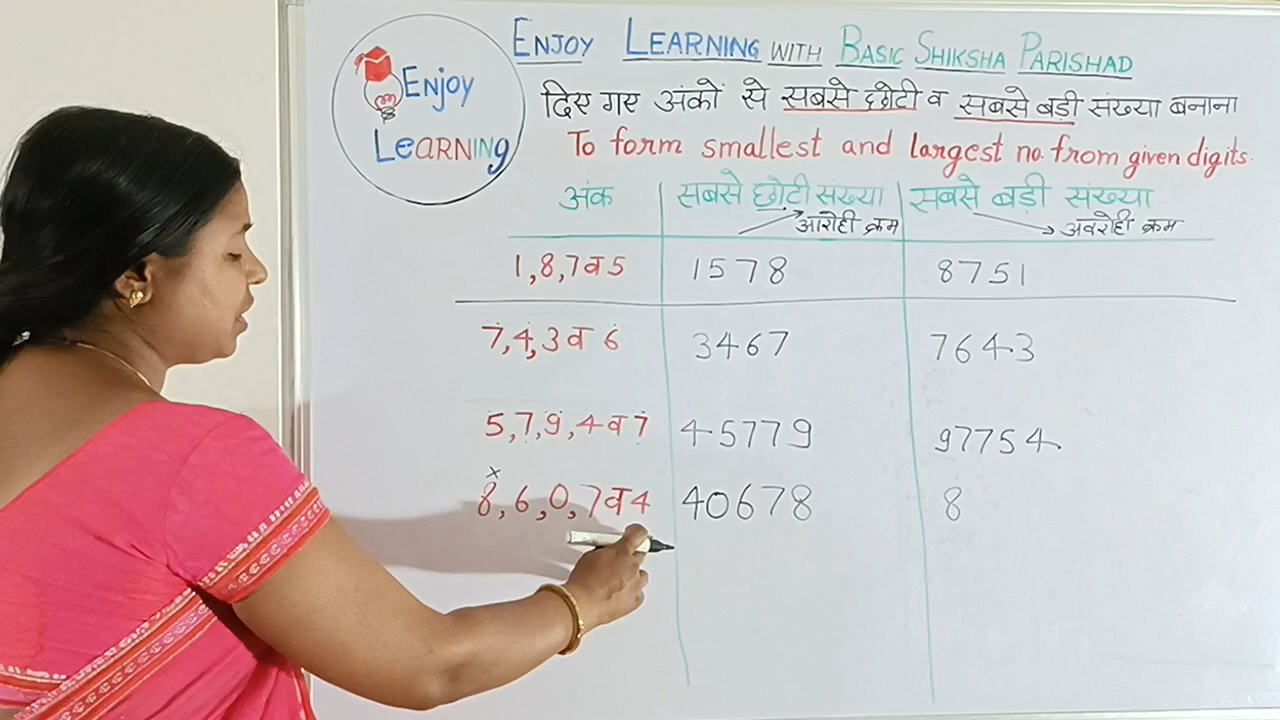 Enjoy
Learning
Enjoy Learning with Basic Shiksha Parishad
दिए गए अंकों से सबसे छोटी व सबसे बड़ी संख्या बनाना
To form smallest and largest no. from given digits.
अंक सबसे छोटी संख्या सबसे बड़ी संख्या
आरोही क्रम अवरोही क्रम
1,8,7 व 5 1578 8751
7,4,3 व 6 3467 7643
5,7,9,4 व 7 45779 97754
8,6,0,7 व 4 40678 8